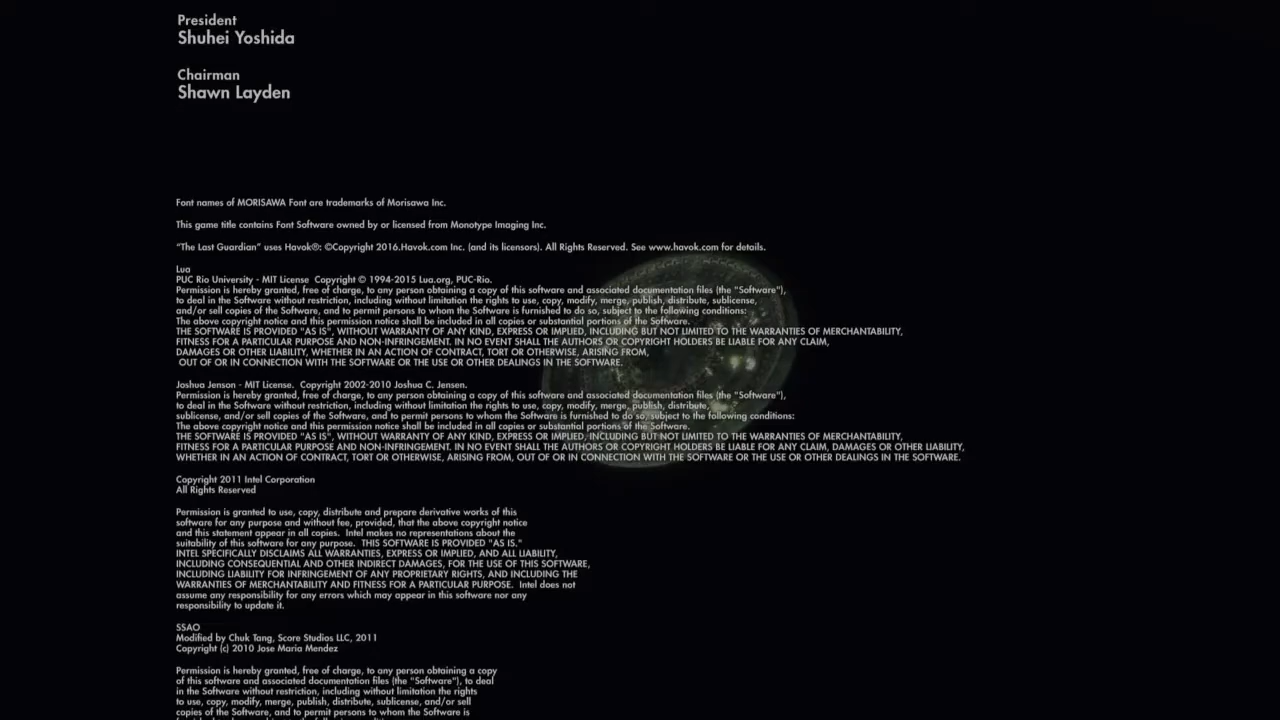 President
Shuhei Yoshida
Chairman
Shawn Layden
Font names of MORISAWA Font are trademarks of Morisawa Inc.
This game title contains Font Software owned by or licensed from Monotype Imaging Inc.
“The Last Guardian” uses Havok®: ©Copyright 2016.Havok.com Inc. (and its licensors). All Rights Reserved. See www.havok.com for details.
Lua
PUC Rio University - MIT License  Copyright © 1994-2015 Lua.org, PUC-Rio.
Permission is hereby granted, free of charge, to any person obtaining a copy of this software and associated documentation files (the "Software"),
to deal in the Software without restriction, including without limitation the rights to use, copy, modify, merge, publish, distribute, sublicense,
and/or sell copies of the Software, and to permit persons to whom the Software is furnished to do so, subject to the following conditions:
The above copyright notice and this permission notice shall be included in all copies or substantial portions of the Software.
THE SOFTWARE IS PROVIDED "AS IS", WITHOUT WARRANTY OF ANY KIND, EXPRESS OR IMPLIED, INCLUDING BUT NOT LIMITED TO THE WARRANTIES OF MERCHANTABILITY,
FITNESS FOR A PARTICULAR PURPOSE AND NON-INFRINGEMENT. IN NO EVENT SHALL THE AUTHORS OR COPYRIGHT HOLDERS BE LIABLE FOR ANY CLAIM,
DAMAGES OR OTHER LIABILITY, WHETHER IN AN ACTION OF CONTRACT, TORT OR OTHERWISE, ARISING FROM,
OUT OF OR IN CONNECTION WITH THE SOFTWARE OR THE USE OR OTHER DEALINGS IN THE SOFTWARE.
Joshua Jenson - MIT License.  Copyright 2002-2010 Joshua C. Jensen.
Permission is hereby granted, free of charge, to any person obtaining a copy of this software and associated documentation files (the "Software"),
to deal in the Software without restriction, including without limitation the rights to use, copy, modify, merge, publish, distribute,
sublicense, and/or sell copies of the Software, and to permit persons to whom the Software is furnished to do so, subject to the following conditions:
The above copyright notice and this permission notice shall be included in all copies or substantial portions of the Software.
THE SOFTWARE IS PROVIDED "AS IS", WITHOUT WARRANTY OF ANY KIND, EXPRESS OR IMPLIED, INCLUDING BUT NOT LIMITED TO THE WARRANTIES OF MERCHANTABILITY,
FITNESS FOR A PARTICULAR PURPOSE AND NON-INFRINGEMENT. IN NO EVENT SHALL THE AUTHORS OR COPYRIGHT HOLDERS BE LIABLE FOR ANY CLAIM, DAMAGES OR OTHER LIABILITY,
WHETHER IN AN ACTION OF CONTRACT, TORT OR OTHERWISE, ARISING FROM, OUT OF OR IN CONNECTION WITH THE SOFTWARE OR THE USE OR OTHER DEALINGS IN THE SOFTWARE.
Copyright 2011 Intel Corporation
All Rights Reserved
Permission is granted to use, copy, distribute and prepare derivative works of this
software for any purpose and without fee, provided, that the above copyright notice
and this statement appear in all copies.  Intel makes no representations about the
suitability of this software for any purpose.  THIS SOFTWARE IS PROVIDED "AS IS."
INTEL SPECIFICALLY DISCLAIMS ALL WARRANTIES, EXPRESS OR IMPLIED, AND ALL LIABILITY,
INCLUDING CONSEQUENTIAL AND OTHER INDIRECT DAMAGES, FOR THE USE OF THIS SOFTWARE,
INCLUDING LIABILITY FOR INFRINGEMENT OF ANY PROPRIETARY RIGHTS, AND INCLUDING THE
WARRANTIES OF MERCHANTABILITY AND FITNESS FOR A PARTICULAR PURPOSE.  Intel does not
assume any responsibility for any errors which may appear in this software nor any
responsibility to update it.
SSAO
Modified by Chuk Tang, Score Studios LLC, 2011
Copyright (c) 2010 Jose Maria Mendez
Permission is hereby granted, free of charge, to any person obtaining a copy
of this software and associated documentation files (the "Software"), to deal
in the Software without restriction, including without limitation the rights
to use, copy, modify, merge, publish, distribute, sublicense, and/or sell
copies of the Software, and to permit persons to whom the Software is